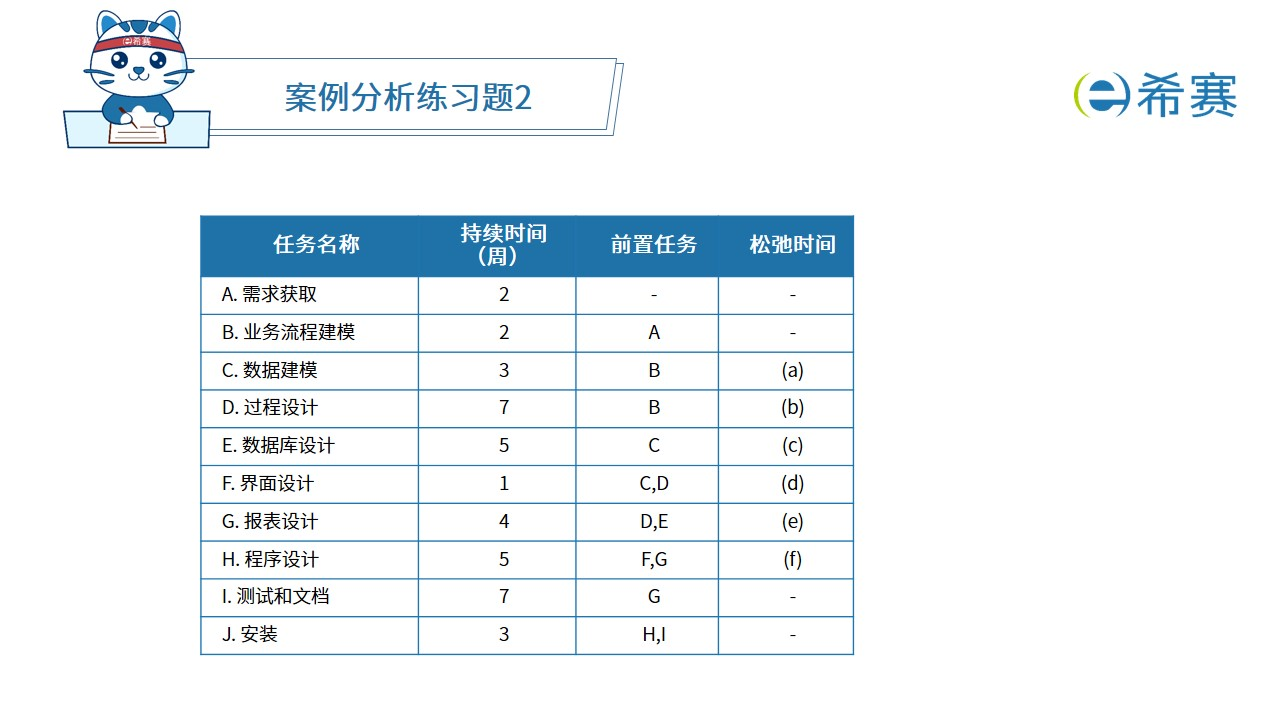 希赛
案例分析练习题2
希赛
任务名称 持续时间（周） 前置任务 松弛时间
A. 需求获取 2 - -
B. 业务流程建模 2 A -
C. 数据建模 3 B (a)
D. 过程设计 7 B (b)
E. 数据库设计 5 C (c)
F. 界面设计 1 C,D (d)
G. 报表设计 4 D,E (e)
H. 程序设计 5 F,G (f)
I. 测试和文档 7 G -
J. 安装 3 H,I -